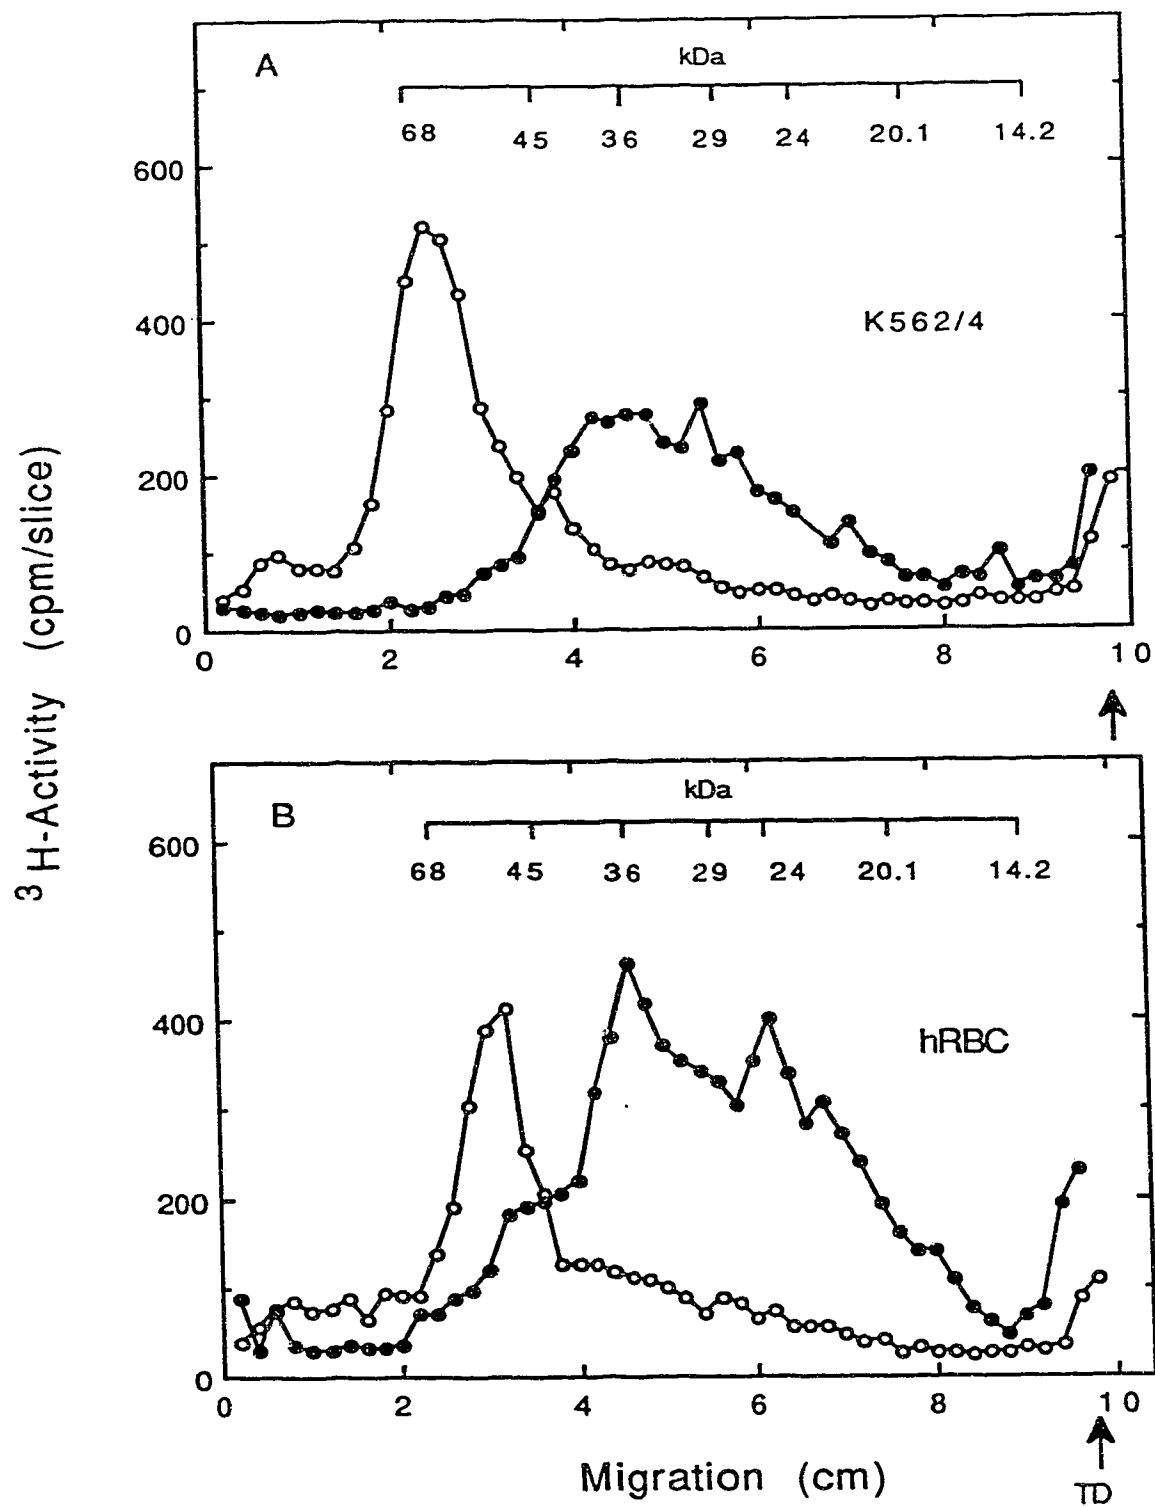 A
kDa
68 45 36 29 24 20.1 14.2
600
K562/4
400
200
0
0 2 4 6 8 10
³H-Activity (cpm/slice)
B
kDa
68 45 36 29 24 20.1 14.2
600
hRBC
400
200
0
0 2 4 6 8 10
Migration (cm)
TD